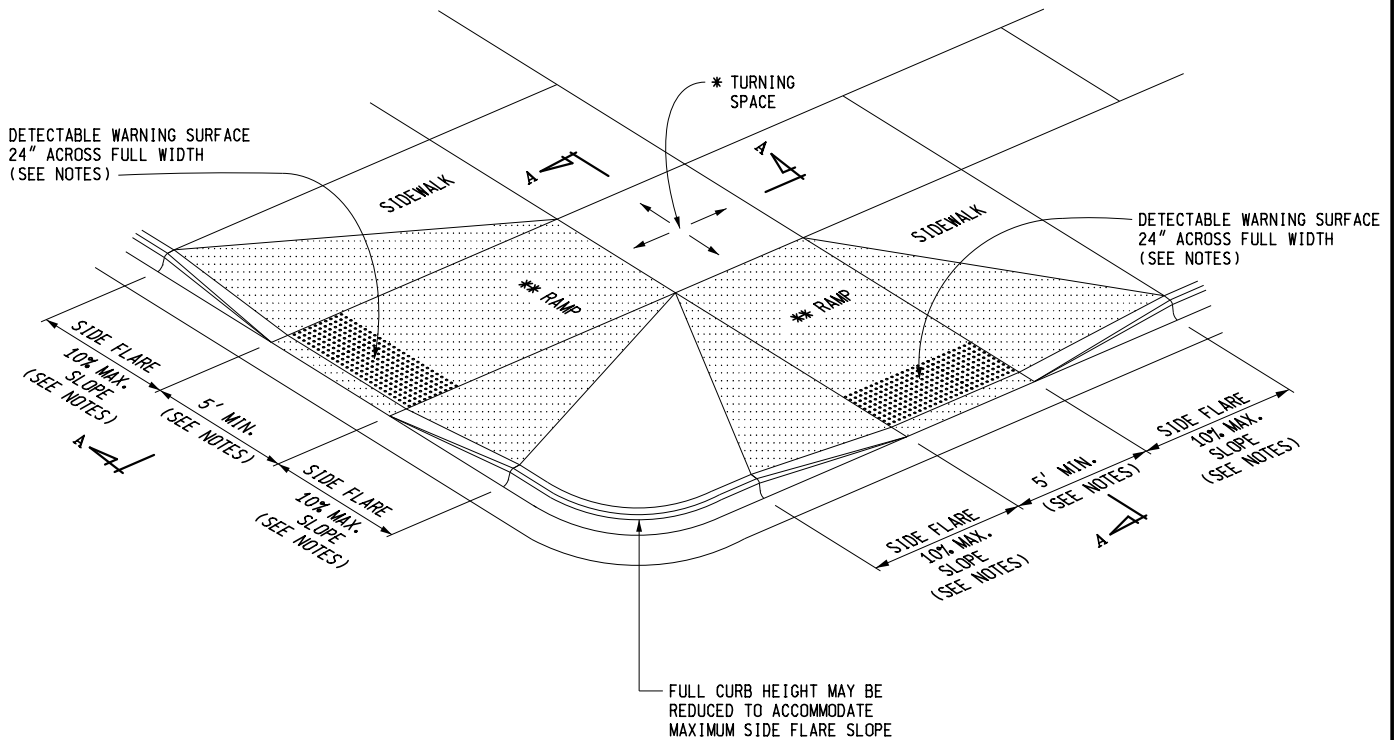 * TURNING
SPACE
DETECTABLE WARNING SURFACE
24" ACROSS FULL WIDTH
(SEE NOTES)
A
A
SIDEWALK
SIDEWALK
DETECTABLE WARNING SURFACE
24" ACROSS FULL WIDTH
(SEE NOTES)
** RAMP
** RAMP
SIDE FLARE
10% MAX.
SLOPE
(SEE NOTES)
5' MIN.
(SEE NOTES)
A
SIDE FLARE
10% MAX.
SLOPE
(SEE NOTES)
SIDE FLARE
10% MAX.
SLOPE
(SEE NOTES)
5' MIN.
(SEE NOTES)
A
SIDE FLARE
10% MAX.
SLOPE
(SEE NOTES)
FULL CURB HEIGHT MAY BE
REDUCED TO ACCOMMODATE
MAXIMUM SIDE FLARE SLOPE